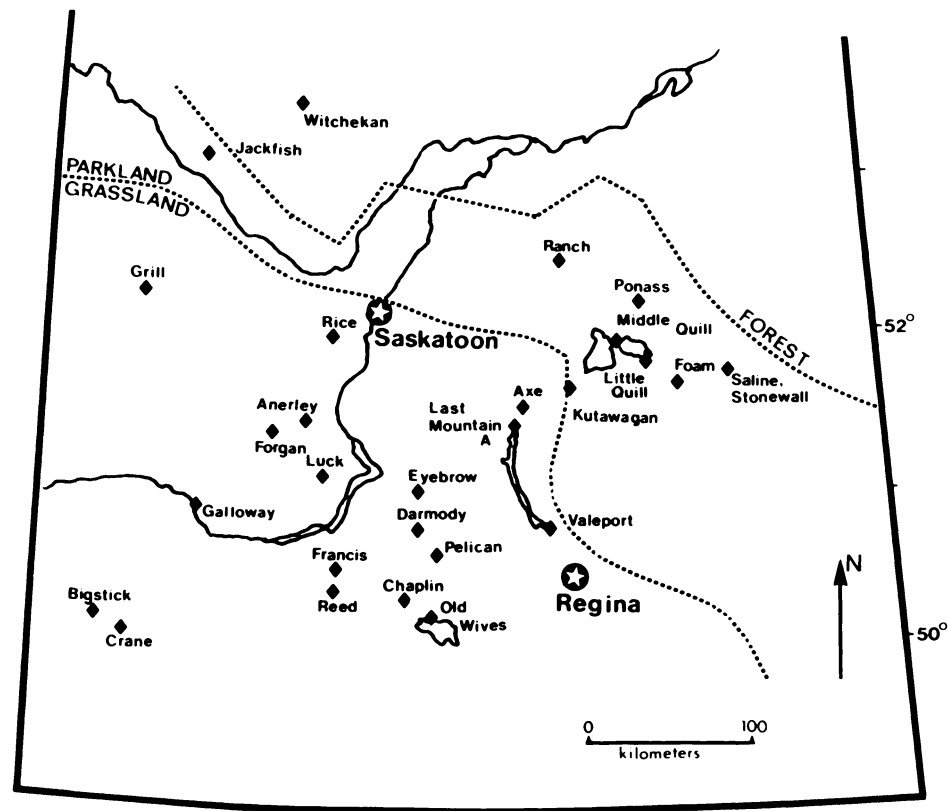 Witchekan
Jackfish
PARKLAND
GRASSLAND
Ranch
Grill
Ponass
Rice
Middle
Quill
FOREST
52°
Saskatoon
Little
Quill
Foam
Saline,
Stonewall
Axe
Kutawagan
Anerley
Last
Mountain
A
Forgan
Luck
Eyebrow
Galloway
Darmody
Valeport
Francis
Pelican
N
Bigstick
Reed
Chaplin
Old
Wives
Regina
Crane
50°
0 100
kilometers